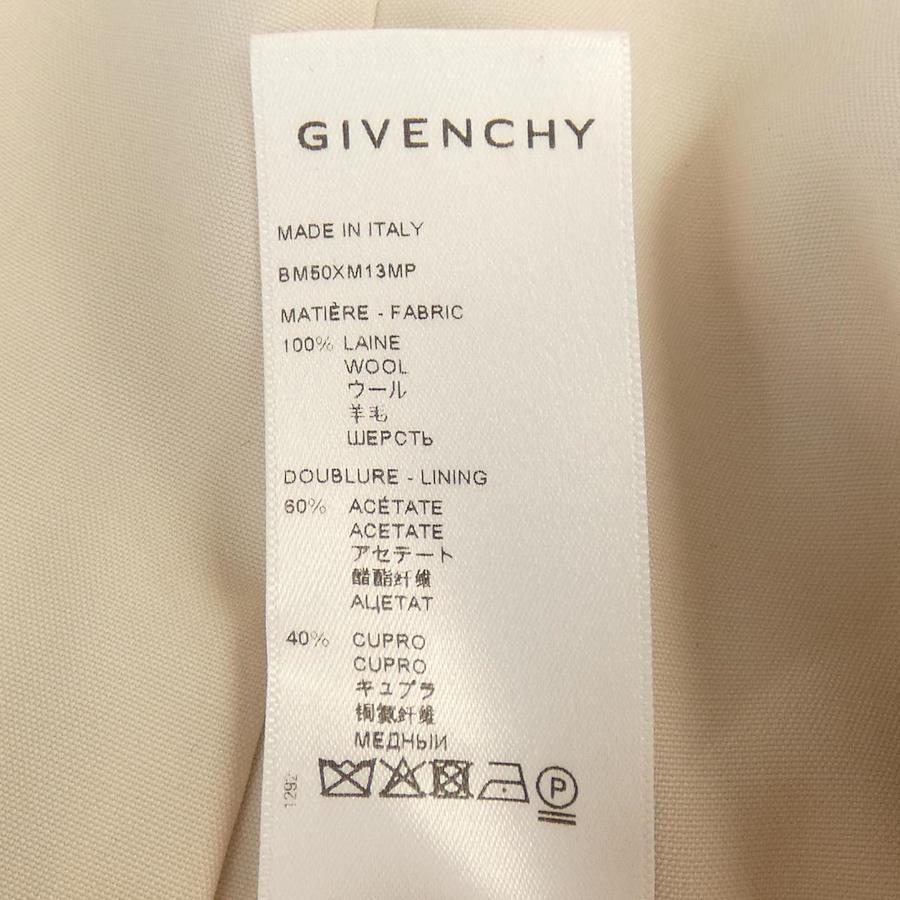 GIVENCHY
MADE IN ITALY
BM50XM13MP
MATIÈRE - FABRIC
100% LAINE
WOOL
ウール
羊毛
ШЕРСТЬ
DOUBLURE - LINING
60% ACÉTATE
ACETATE
アセテート
醋酯纤维
АЦЕТАТ
40% CUPRO
CUPRO
キュプラ
铜氨纤维
МЕДНЫЙ
1292
P